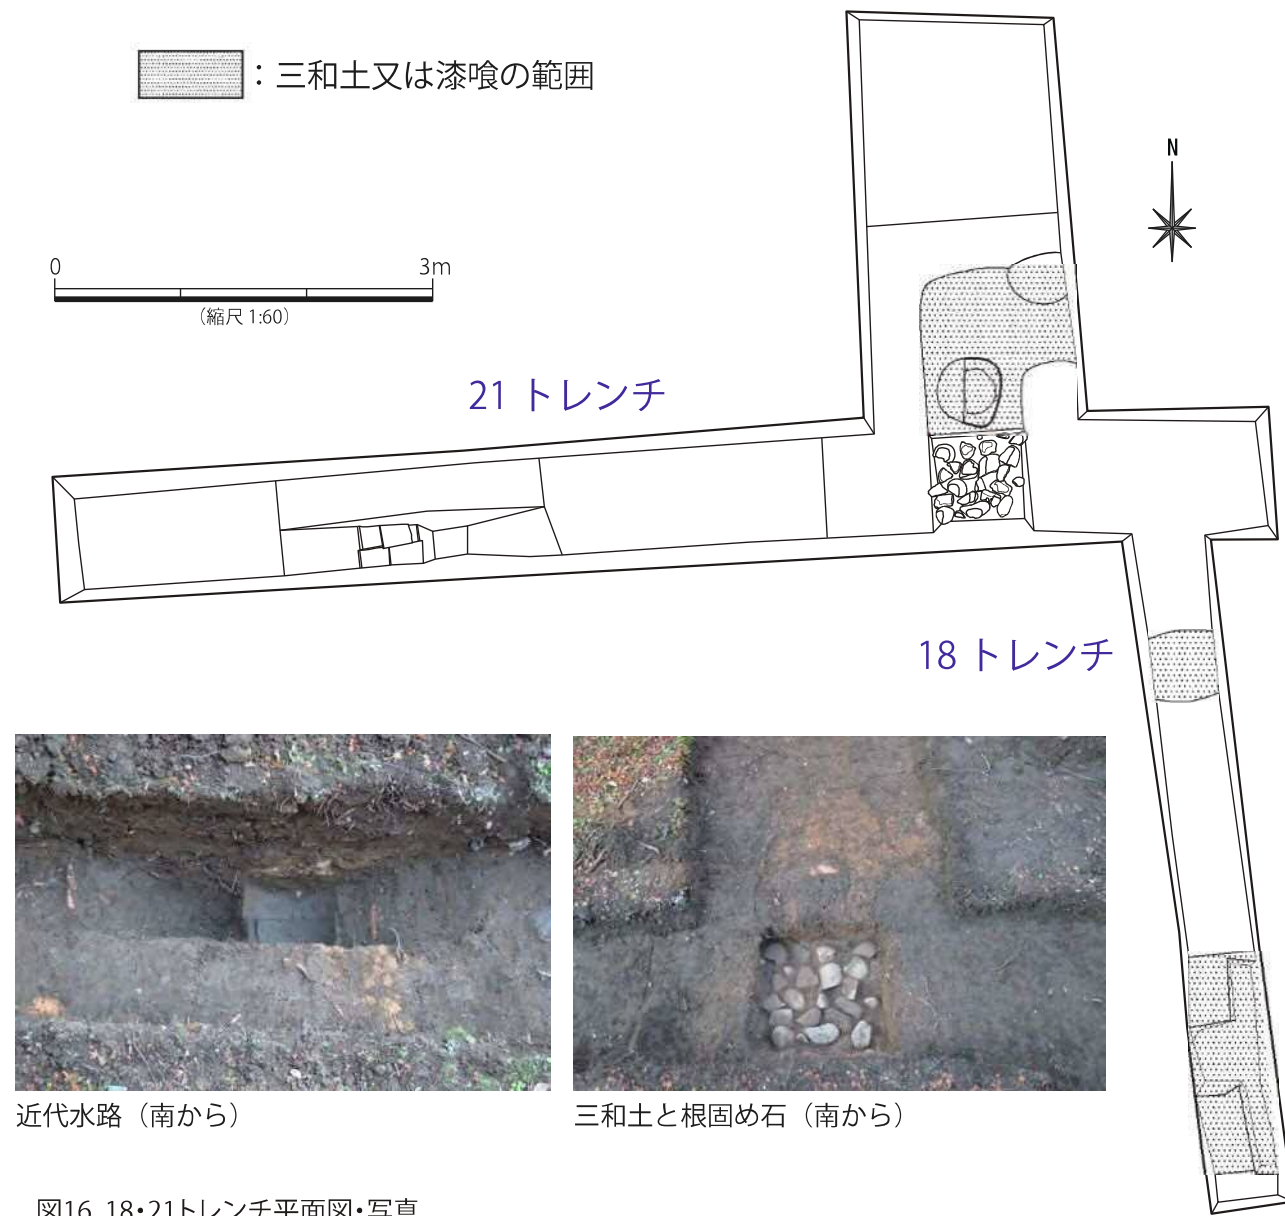 ：三和土又は漆喰の範囲
N
0 3m
（縮尺 1:60）
21 トレンチ
18 トレンチ
近代水路（南から）
三和土と根固め石（南から）
図16 18・21トレンチ平面図・写真